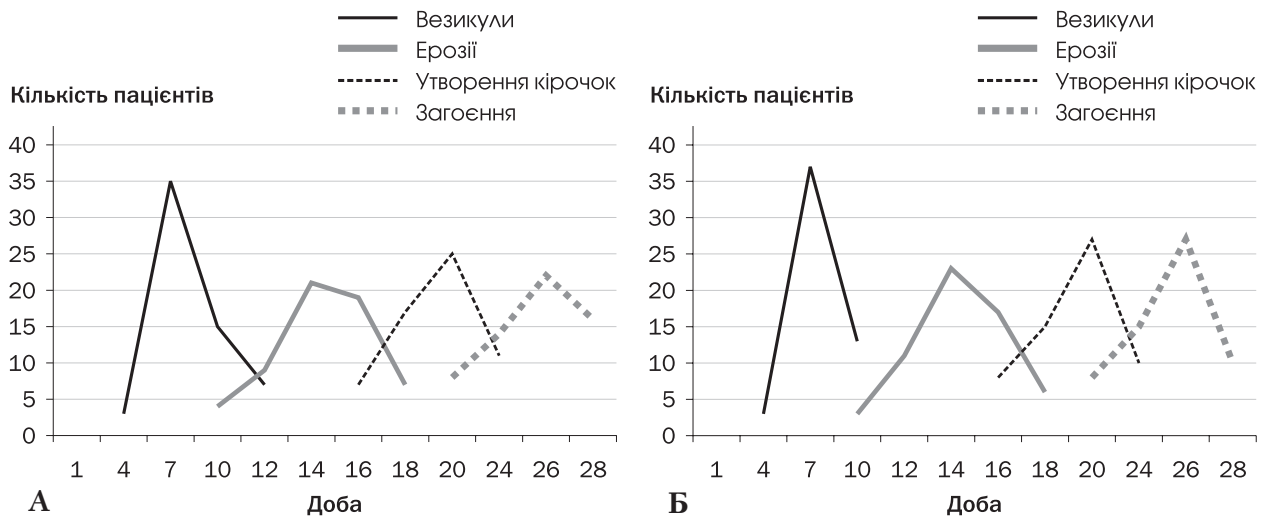 Везикули
Ерозії
Утворення кірочок
Загоєння
Кількість пацієнтів
40
35
30
25
20
15
10
5
0
1 4 7 10 12 14 16 18 20 24 26 28
А
Доба
Везикули
Ерозії
Утворення кірочок
Загоєння
Кількість пацієнтів
40
35
30
25
20
15
10
5
0
1 4 7 10 12 14 16 18 20 24 26 28
Б
Доба